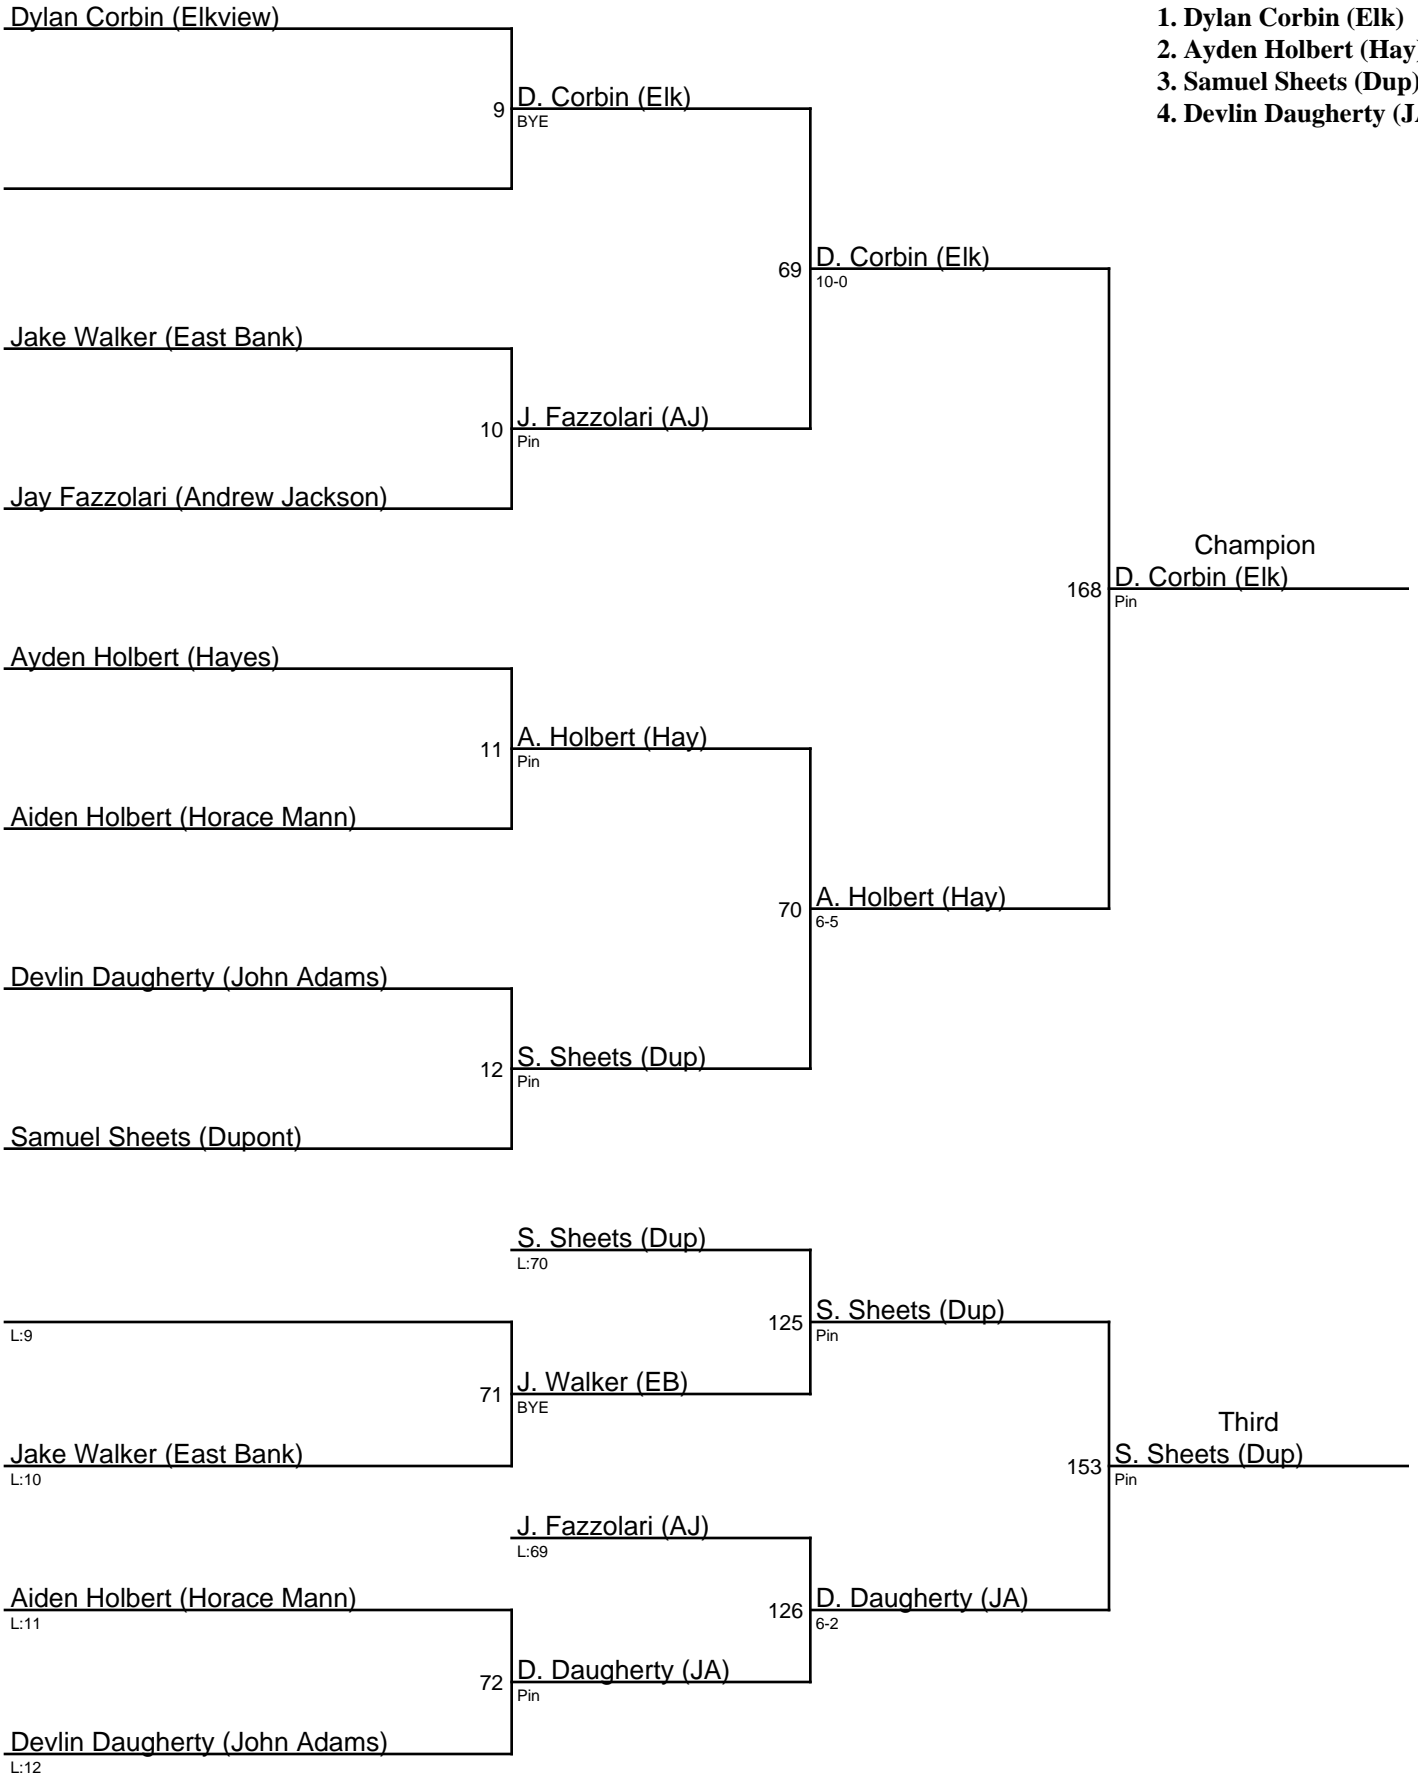 Dylan Corbin (Elkview)
1. Dylan Corbin (Elk)
2. Ayden Holbert (Hay)
3. Samuel Sheets (Dup)
4. Devlin Daugherty (JA
9
D. Corbin (Elk)
BYE
69
D. Corbin (Elk)
10-0
Jake Walker (East Bank)
10
J. Fazzolari (AJ)
Pin
Jay Fazzolari (Andrew Jackson)
Champion
168
D. Corbin (Elk)
Pin
Ayden Holbert (Hayes)
11
A. Holbert (Hay)
Pin
Aiden Holbert (Horace Mann)
70
A. Holbert (Hay)
6-5
Devlin Daugherty (John Adams)
12
S. Sheets (Dup)
Pin
Samuel Sheets (Dupont)
S. Sheets (Dup)
L:70
L:9
125
S. Sheets (Dup)
Pin
71
J. Walker (EB)
BYE
Jake Walker (East Bank)
L:10
Third
153
S. Sheets (Dup)
Pin
J. Fazzolari (AJ)
L:69
Aiden Holbert (Horace Mann)
L:11
126
D. Daugherty (JA)
6-2
72
D. Daugherty (JA)
Pin
Devlin Daugherty (John Adams)
L:12